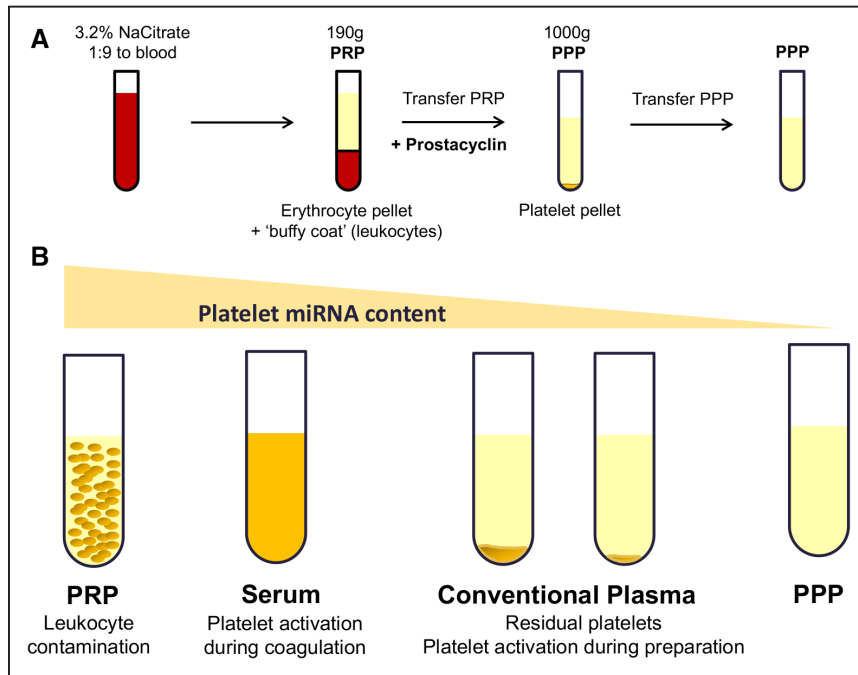 A
3.2% NaCitrate
1:9 to blood
190g
PRP
Transfer PRP
+ Prostacyclin
1000g
PPP
Transfer PPP
PPP
Erythrocyte pellet
+ ‘buffy coat’ (leukocytes)
Platelet pellet
B
Platelet miRNA content
PRP
Leukocyte
contamination
Serum
Platelet activation
during coagulation
Conventional Plasma
Residual platelets
Platelet activation during preparation
PPP